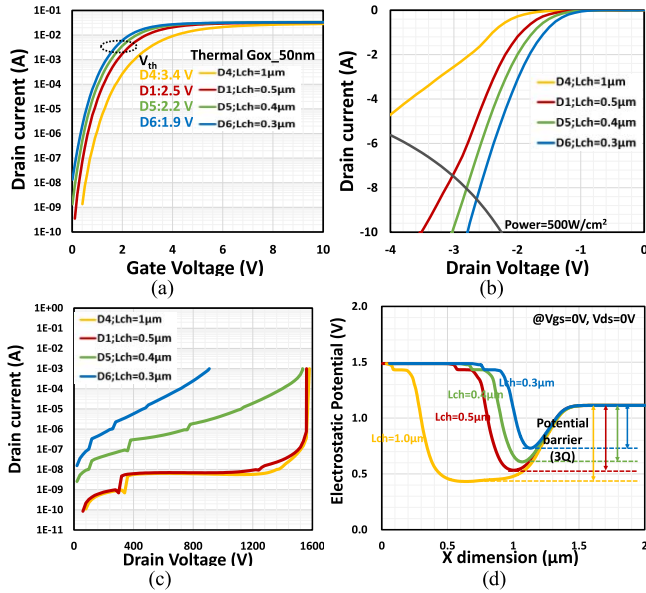 1E-01
1E-02
1E-03
1E-04
1E-05
1E-06
1E-07
1E-08
1E-09
1E-10
Drain current (A)
Vth
D4:3.4 V
D1:2.5 V
D5:2.2 V
D6:1.9 V
Thermal Gox_50nm
D4;Lch=1μm
D1;Lch=0.5μm
D5;Lch=0.4μm
D6;Lch=0.3μm
0 2 4 6 8 10
Gate Voltage (V)
(a)
0
-2
-4
-6
-8
-10
Drain current (A)
D4;Lch=1μm
D1;Lch=0.5μm
D5;Lch=0.4μm
D6;Lch=0.3μm
Power=500W/cm²
-4 -3 -2 -1 0
Drain Voltage (V)
(b)
1E+00
1E-01
1E-02
1E-03
1E-04
1E-05
1E-06
1E-07
1E-08
1E-09
1E-10
1E-11
Drain current (A)
D4;Lch=1μm
D1;Lch=0.5μm
D5;Lch=0.4μm
D6;Lch=0.3μm
0 400 800 1200 1600
Drain Voltage (V)
(c)
2.0
1.5
1.0
0.5
0.0
Electrostatic Potential (V)
@Vgs=0V, Vds=0V
Lch=0.3μm
Lch=0.4μm
Lch=0.5μm
Lch=1.0μm
Potential
barrier
(3Q)
0 0.5 1 1.5 2
X dimension (μm)
(d)